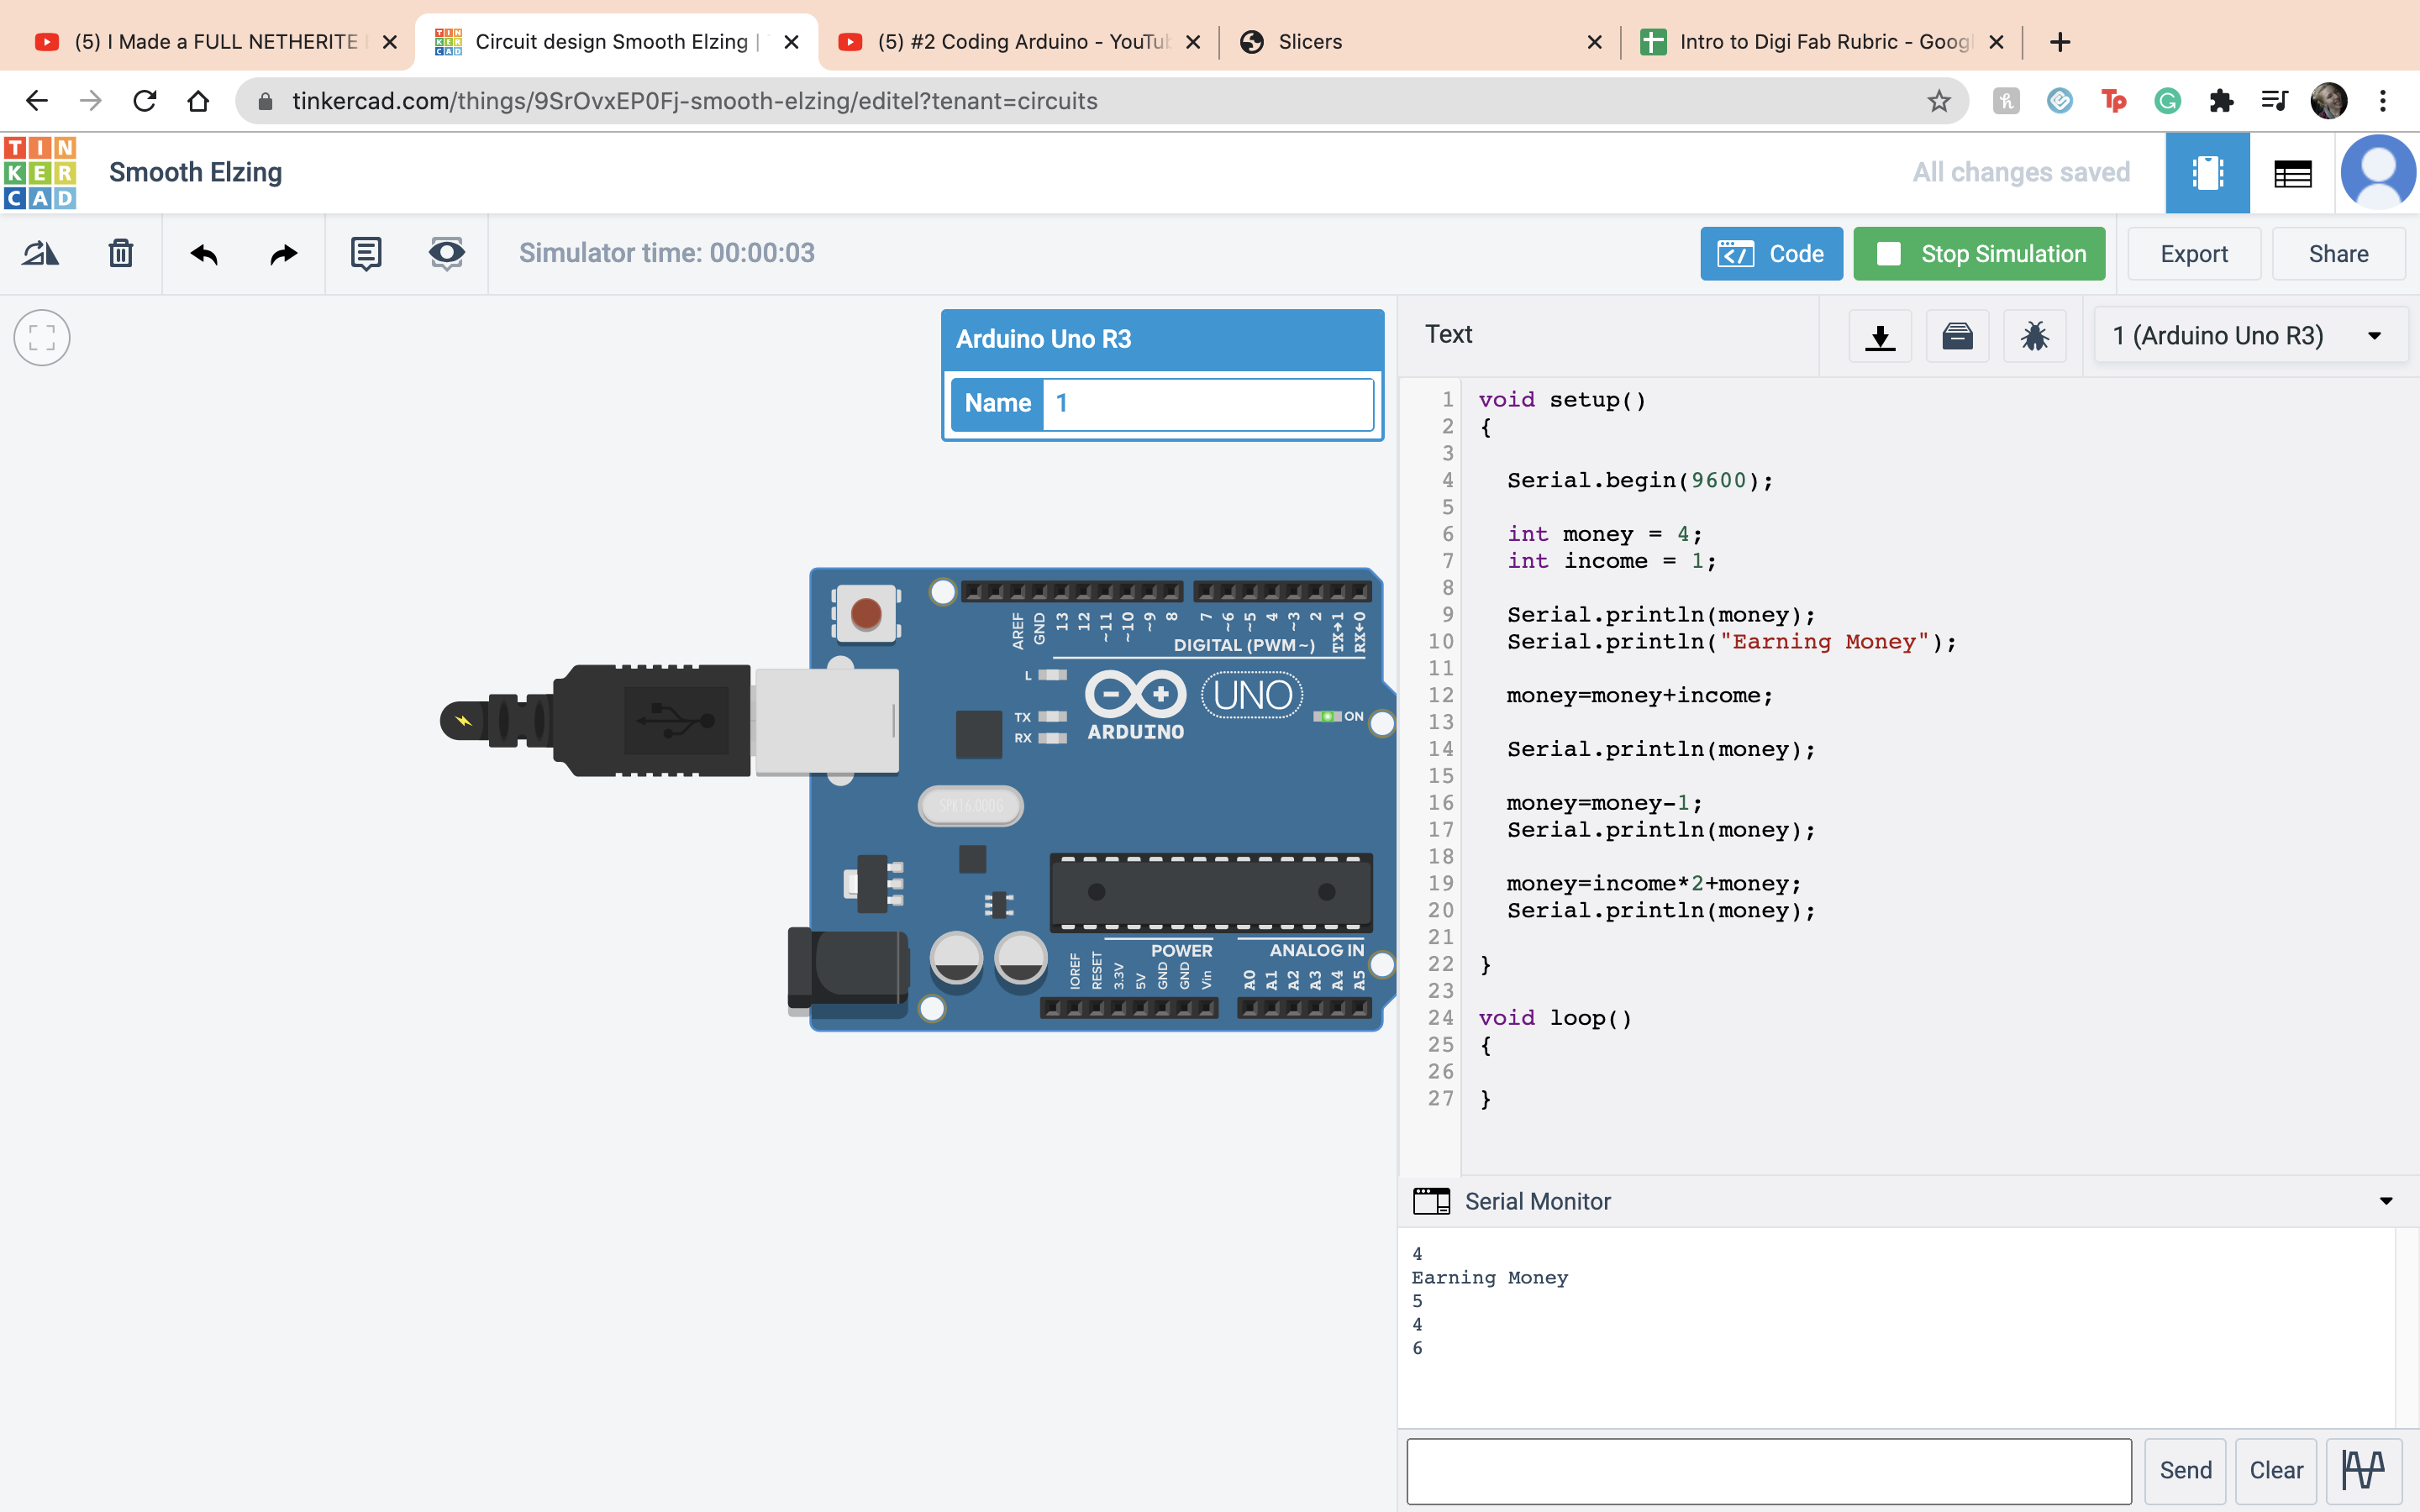 (5) I Made a FULL NETHERITE
Circuit design Smooth Elzing |
(5) #2 Coding Arduino - YouTu
Slicers
Intro to Digi Fab Rubric - Goog
tinkercad.com/things/9SrOvxEP0Fj-smooth-elzing/editel?tenant=circuits
TIN
KER
CAD
Smooth Elzing
All changes saved
Simulator time: 00:00:03
Code
Stop Simulation
Export
Share
Arduino Uno R3
Name 1
Text
1 (Arduino Uno R3)
AREF GND 13 12 ~11 ~10 ~9 8 7 ~6 ~5 4 ~3 2 TX→1 RX←0
DIGITAL (PWM~)
L
TX
RX
UNO
ARDUINO
ON
SPK16.000G
POWER
ANALOG IN
IOREF RESET 3.3V 5V GND GND Vin A0 A1 A2 A3 A4 A5
1 void setup()
2 {
3
4 Serial.begin(9600);
5
6 int money = 4;
7 int income = 1;
8
9 Serial.println(money);
10 Serial.println("Earning Money");
11
12 money=money+income;
13
14 Serial.println(money);
15
16 money=money-1;
17 Serial.println(money);
18
19 money=income*2+money;
20 Serial.println(money);
21
22 }
23
24 void loop()
25 {
26
27 }
Serial Monitor
4
Earning Money
5
4
6
Send
Clear